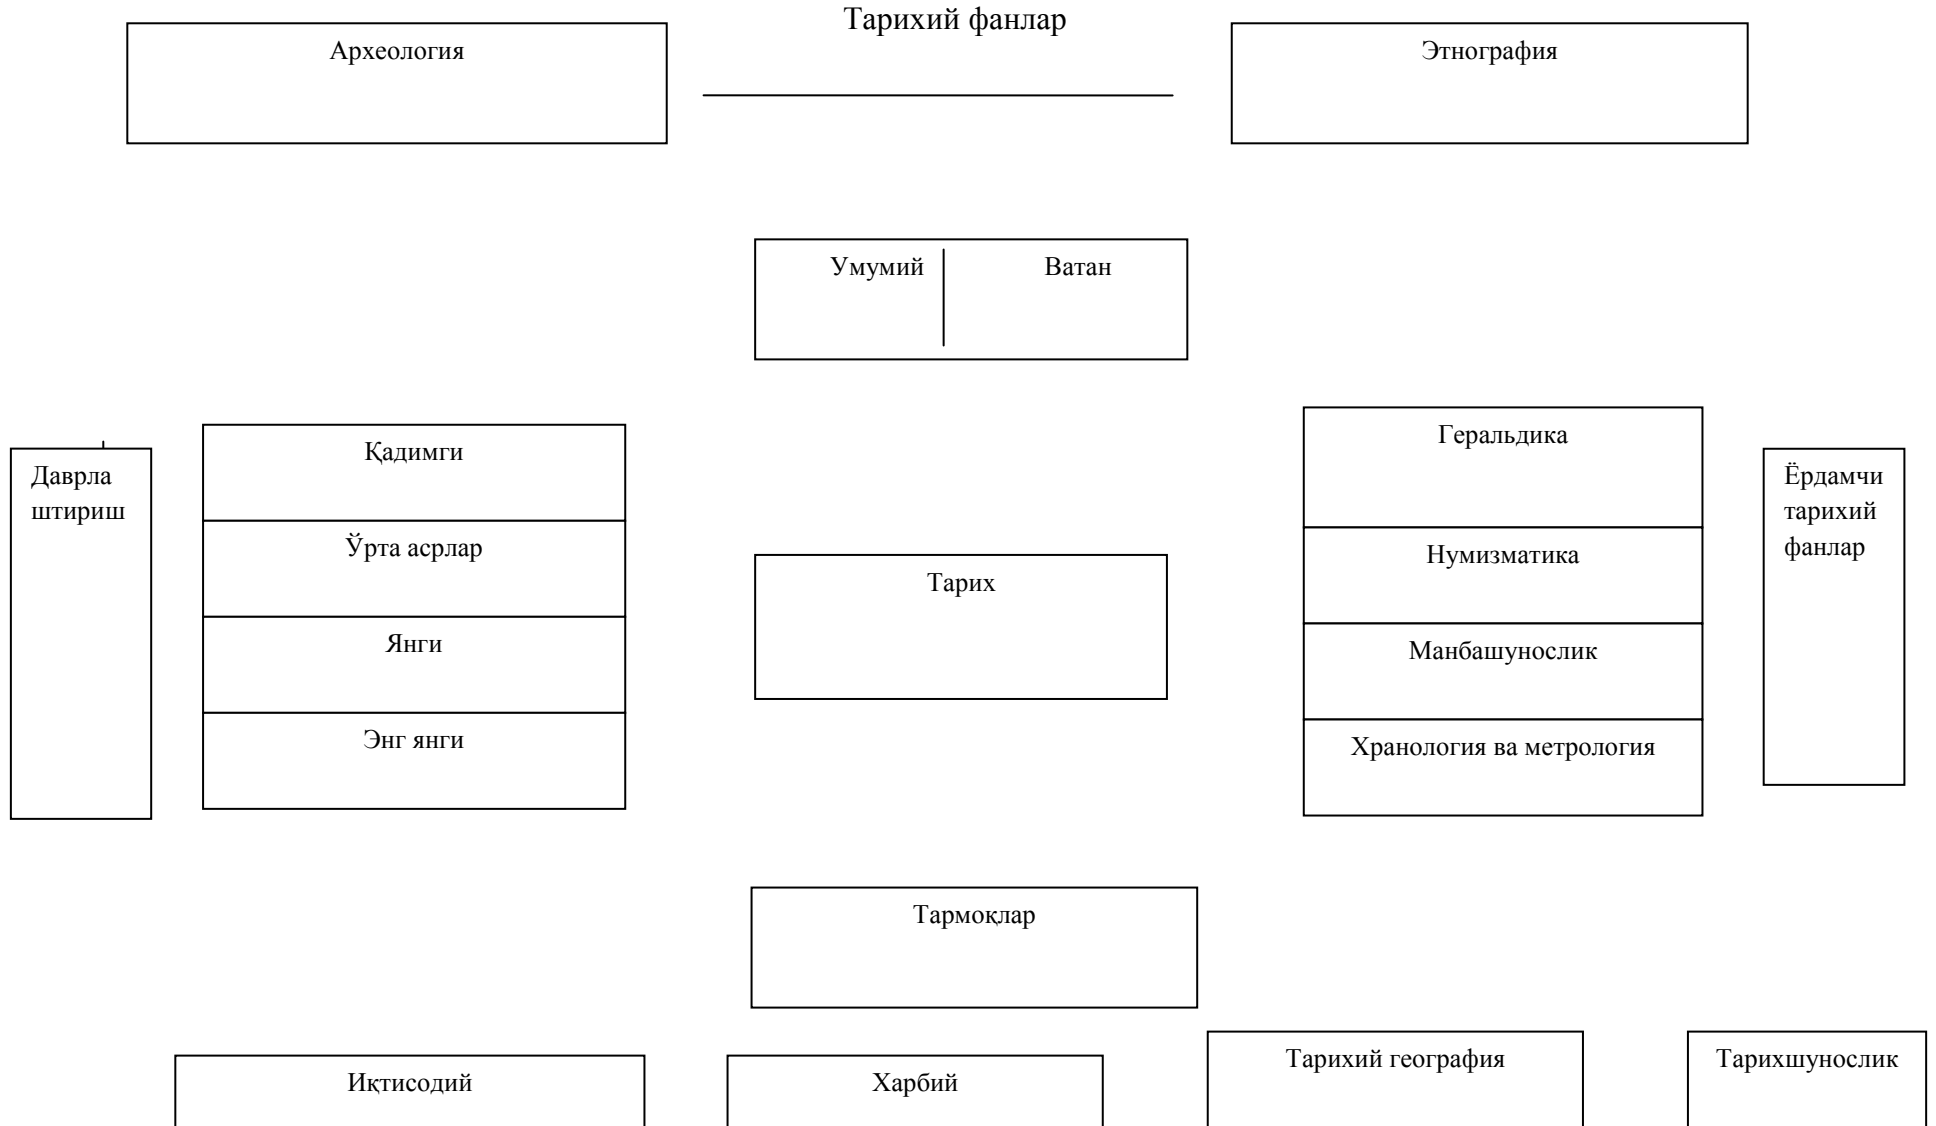 Тарихий фанлар
Археология
Этнография
Умумий
Ватан
Даврла
штириш
Қадимги
Ўрта асрлар
Янги
Энг янги
Тарих
Геральдика
Нумизматика
Манбашунослик
Хранология ва метрология
Ёрдамчи
тарихий
фанлар
Тармоқлар
Иқтисодий
Харбий
Тарихий география
Тарихшунослик